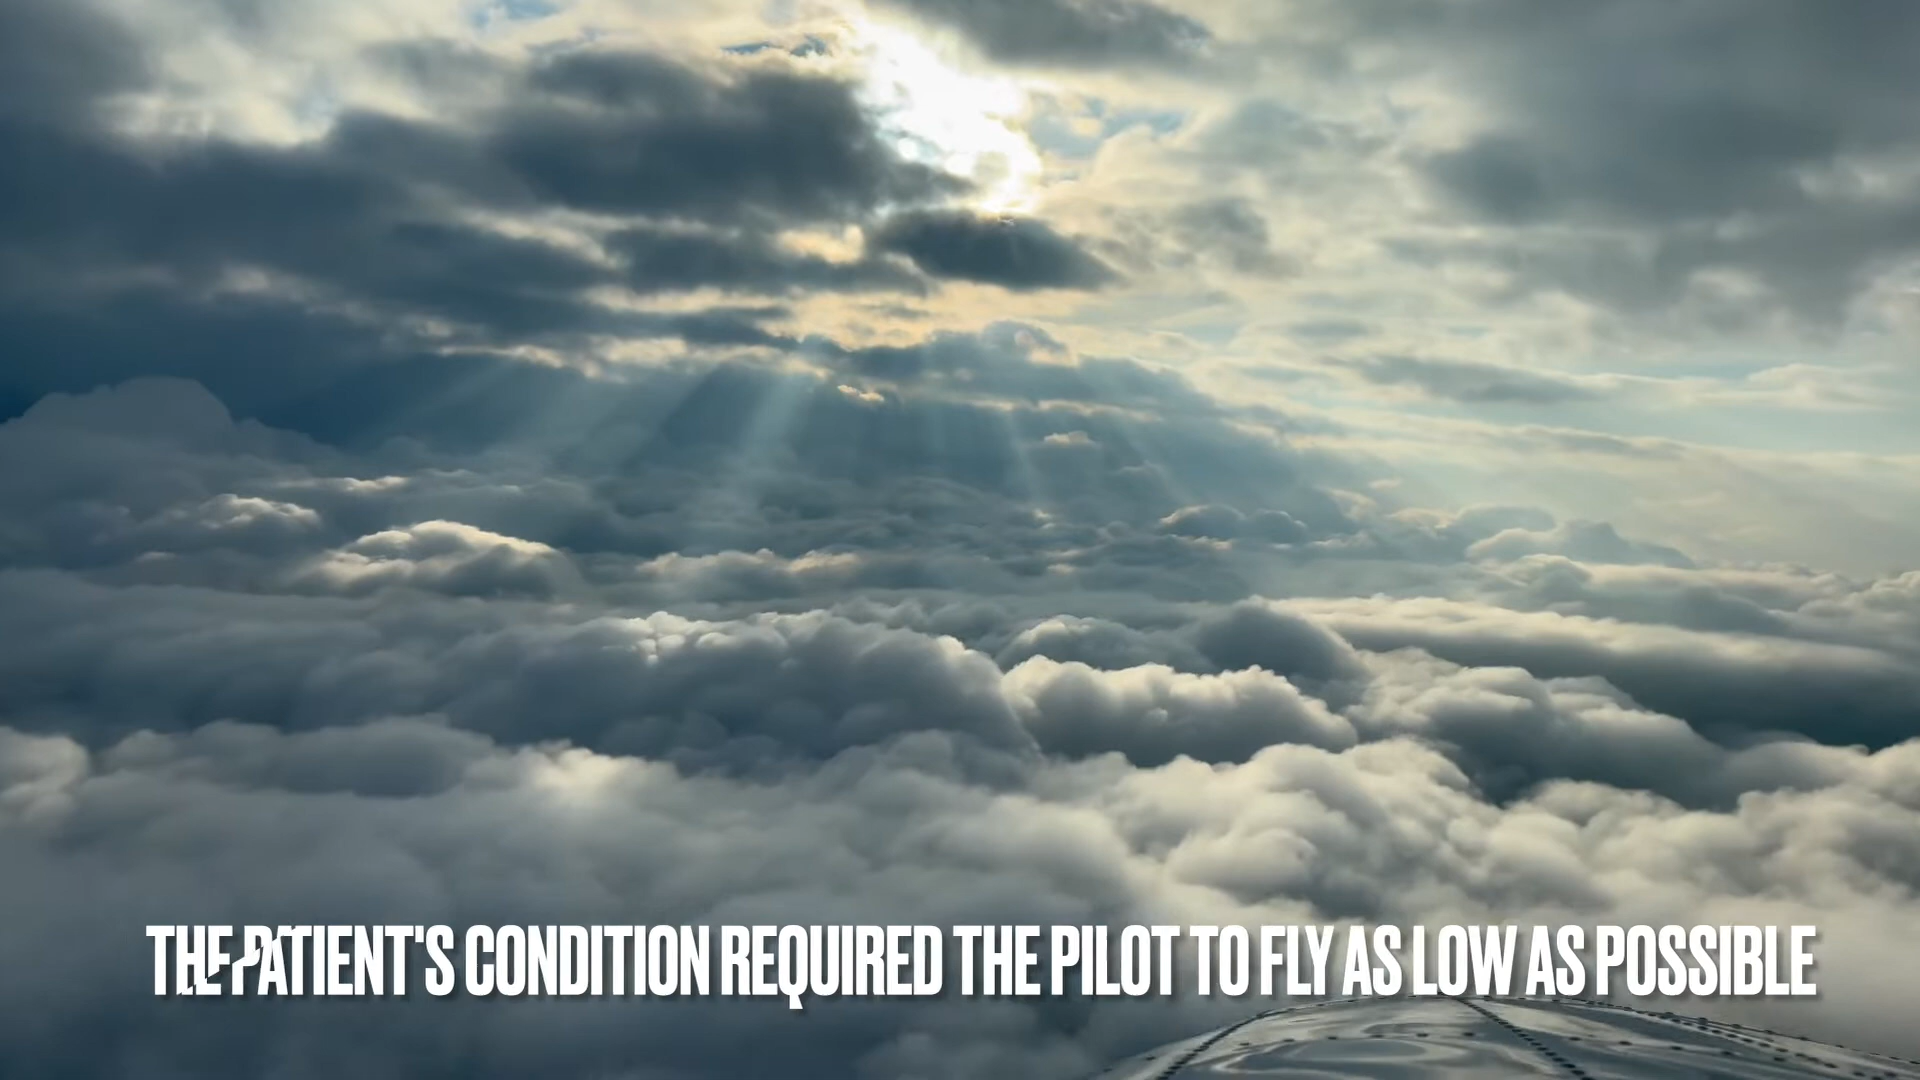 THE PATIENT'S CONDITION REQUIRED THE PILOT TO FLY AS LOW AS POSSIBLE